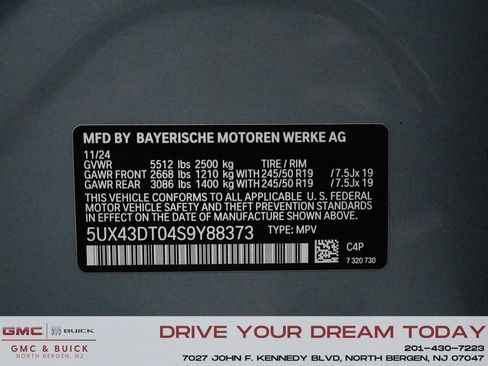 MFD BY BAYERISCHE MOTOREN WERKE AG
11/24
GVWR 5512 lbs 2500 kg TIRE / RIM
GAWR FRONT 2668 lbs 1210 kg WITH 245/50 R19 /7.5Jx 19
GAWR REAR 3086 lbs 1400 kg WITH 245/50 R19 /7.5Jx 19
THIS VEHICLE CONFORMS TO ALL APPLICABLE U.S. FEDERAL
MOTOR VEHICLE SAFETY AND THEFT PREVENTION STANDARDS
IN EFFECT ON THE DATE OF MANUFACTURE SHOWN ABOVE.
5UX43DT04S9Y88373 TYPE: MPV
C4P
7 320 730
GMC BUICK
GMC & BUICK
NORTH BERGEN, NJ
DRIVE YOUR DREAM TODAY
201-430-7223
7027 JOHN F. KENNEDY BLVD, NORTH BERGEN, NJ 07047